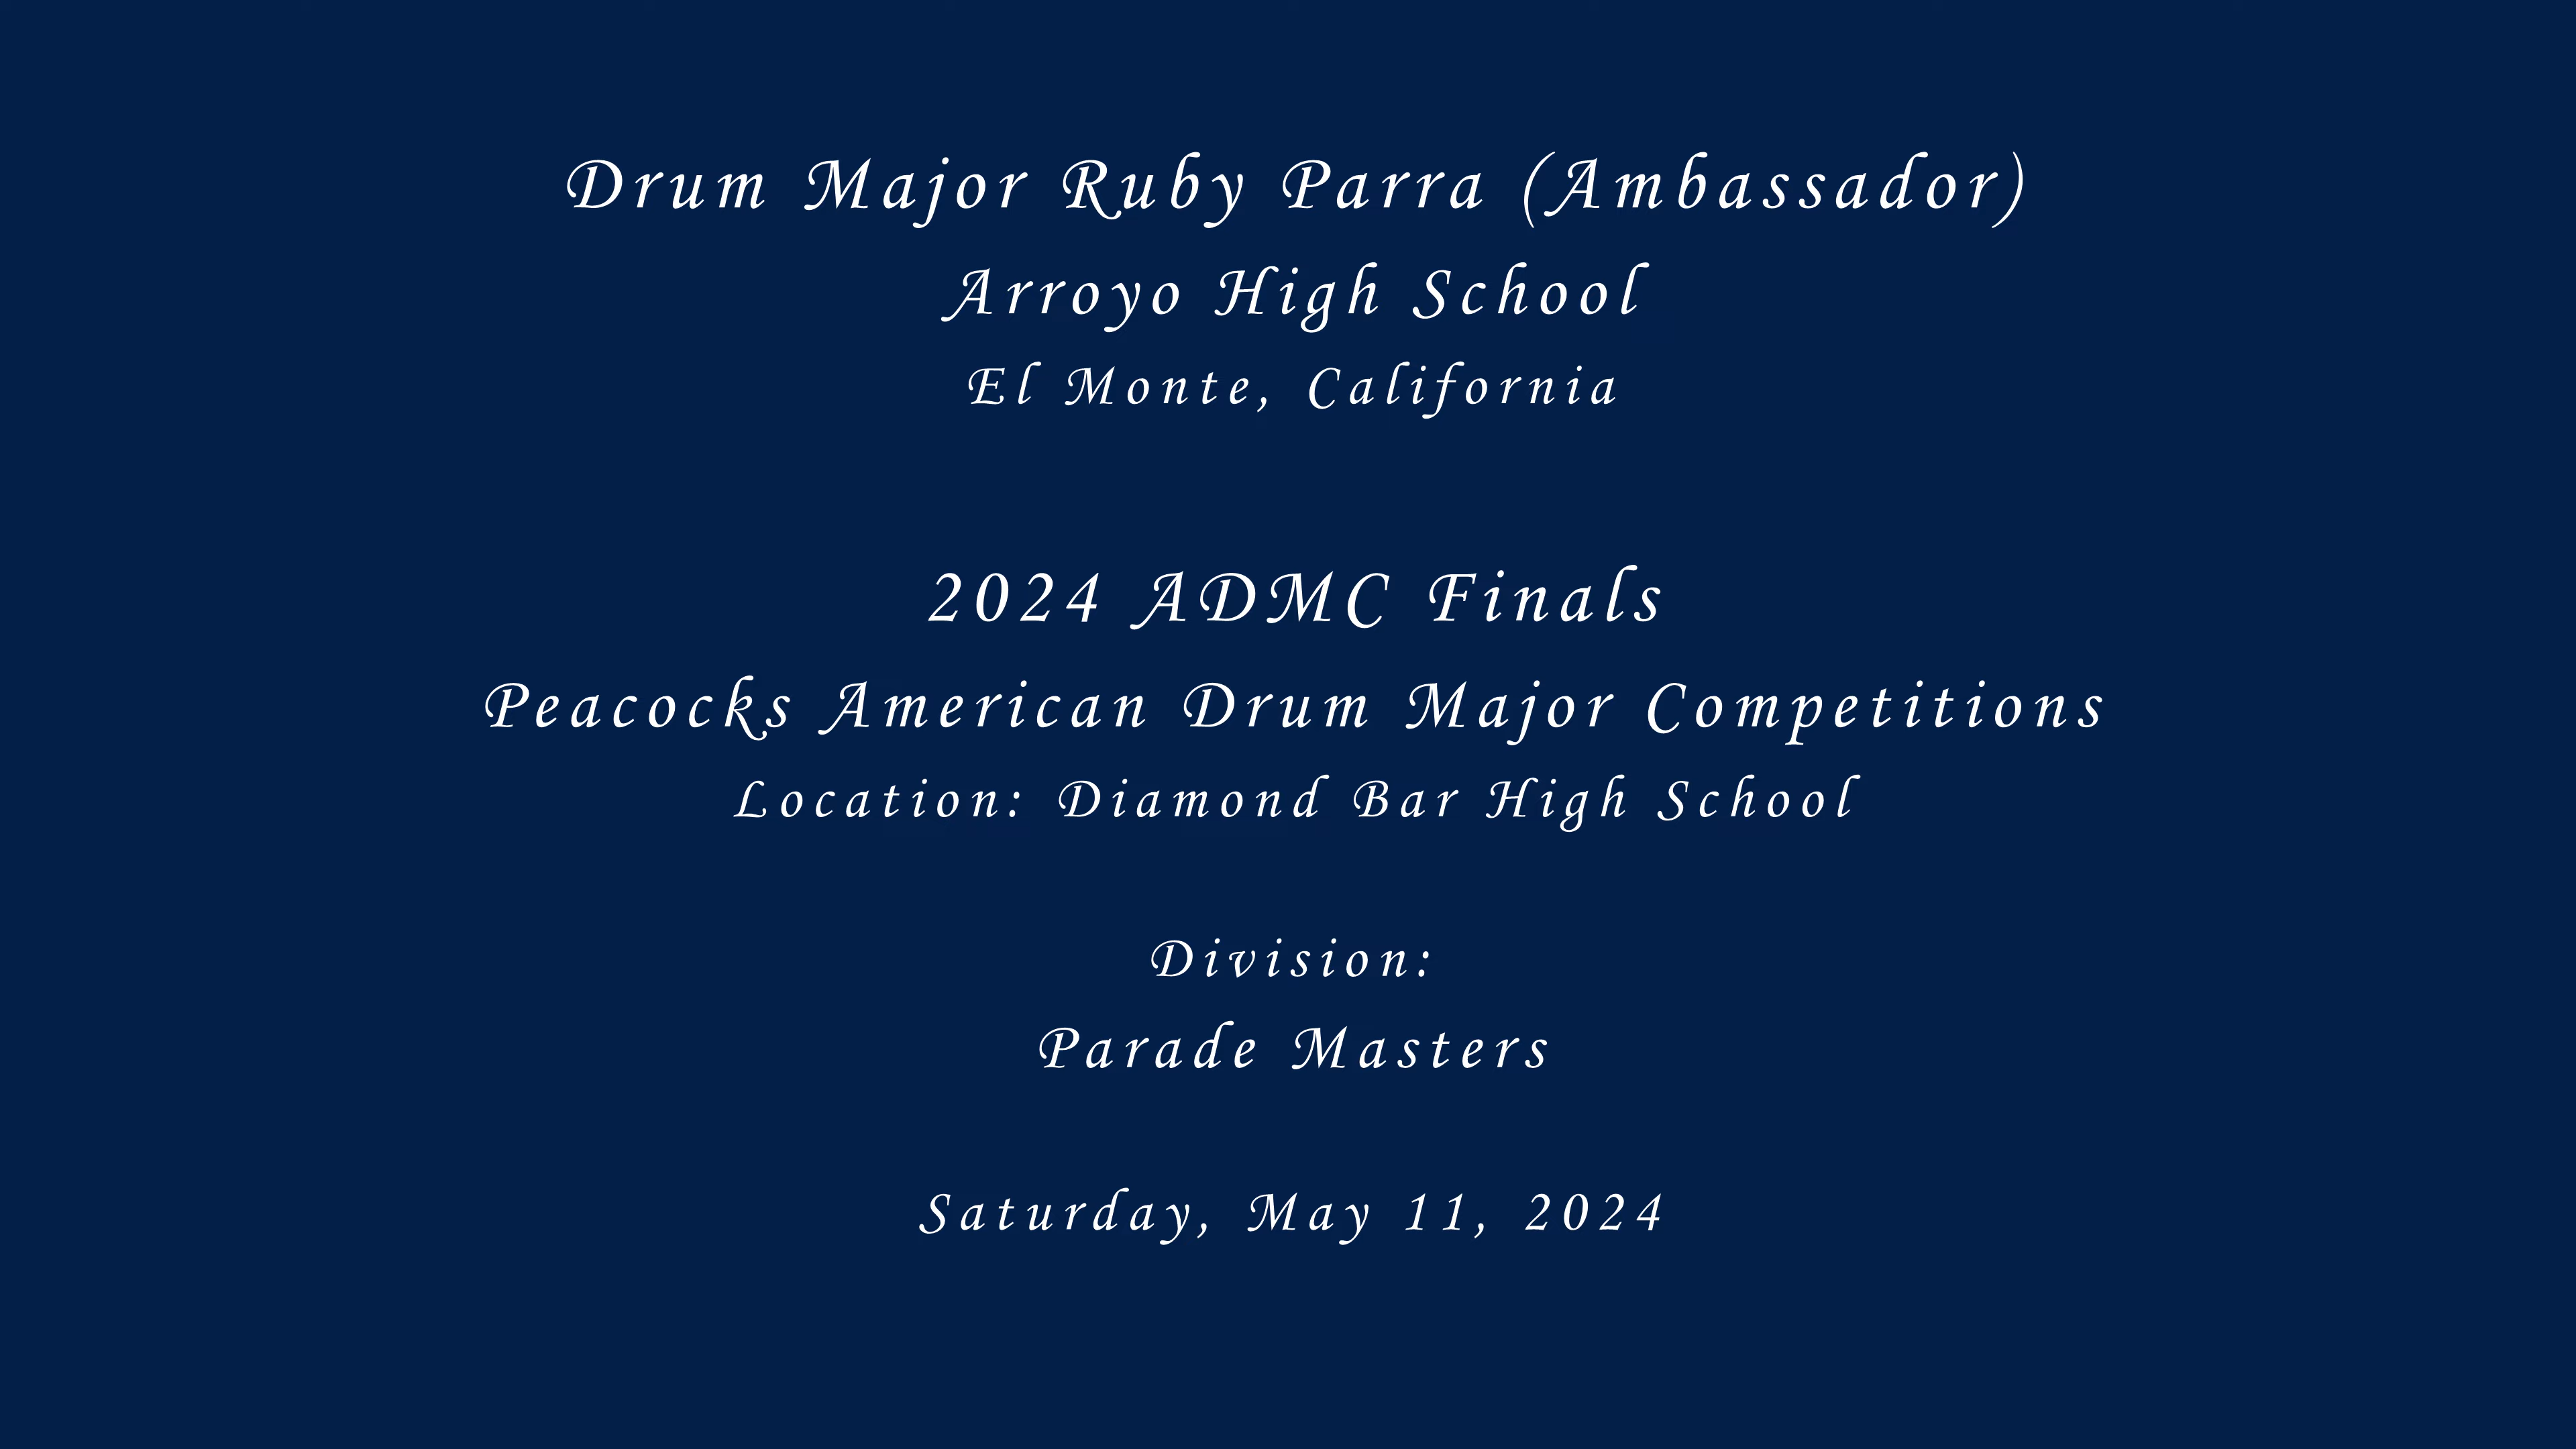 Drum Major Ruby Parra (Ambassador)
Arroyo High School
El Monte, California
2024 ADMC Finals
Peacocks American Drum Major Competitions
Location: Diamond Bar High School
Division:
Parade Masters
Saturday, May 11, 2024